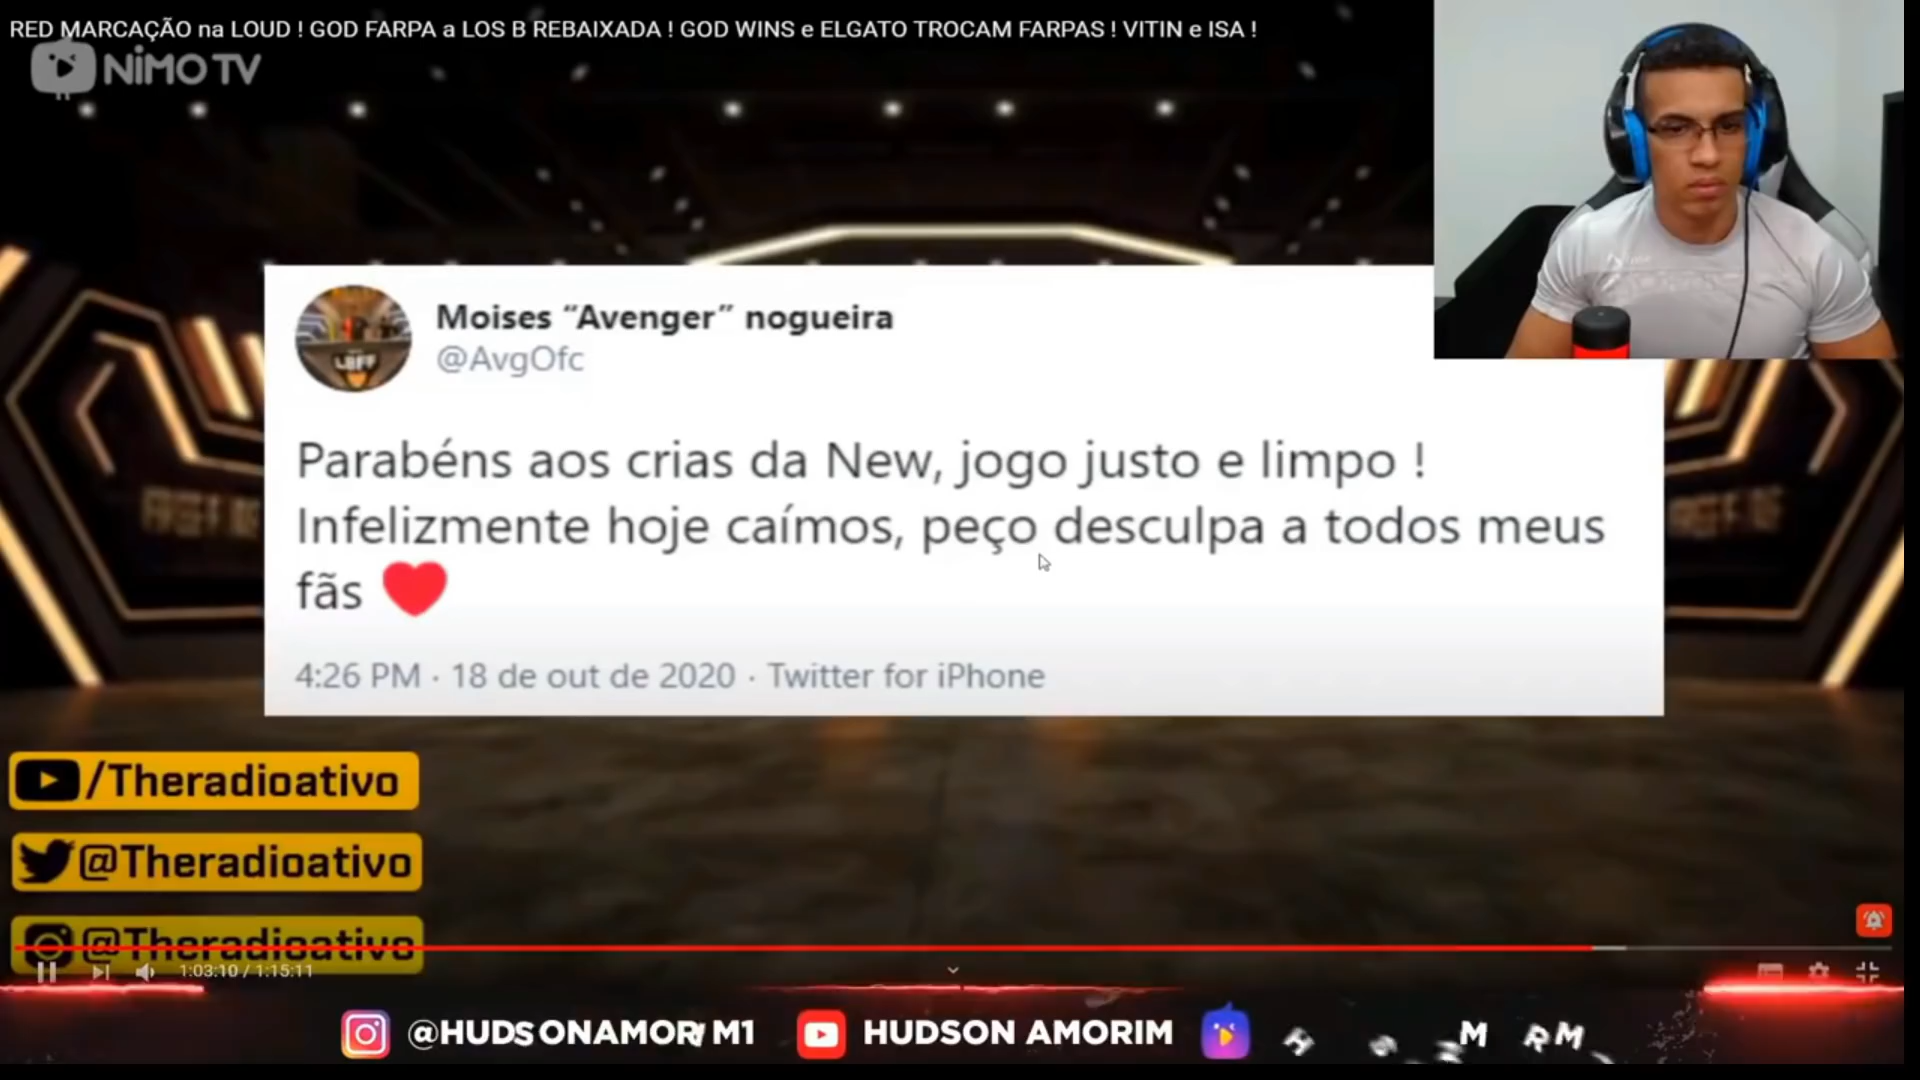 RED MARCAÇÃO na LOUD ! GOD FARPA a LOS B REBAIXADA ! GOD WINS e ELGATO TROCAM FARPAS ! VITIN e ISA !
NIMO TV
Moises “Avenger” nogueira
@AvgOfc
LBFF
Parabéns aos crias da New, jogo justo e limpo !
Infelizmente hoje caímos, peço desculpa a todos meus
fãs ❤
4:26 PM · 18 de out de 2020 · Twitter for iPhone
/Theradioativo
@Theradioativo
@Theradioativo
1:03:10 / 1:15:11
@HUDSONAMORIM1
HUDSON AMORIM